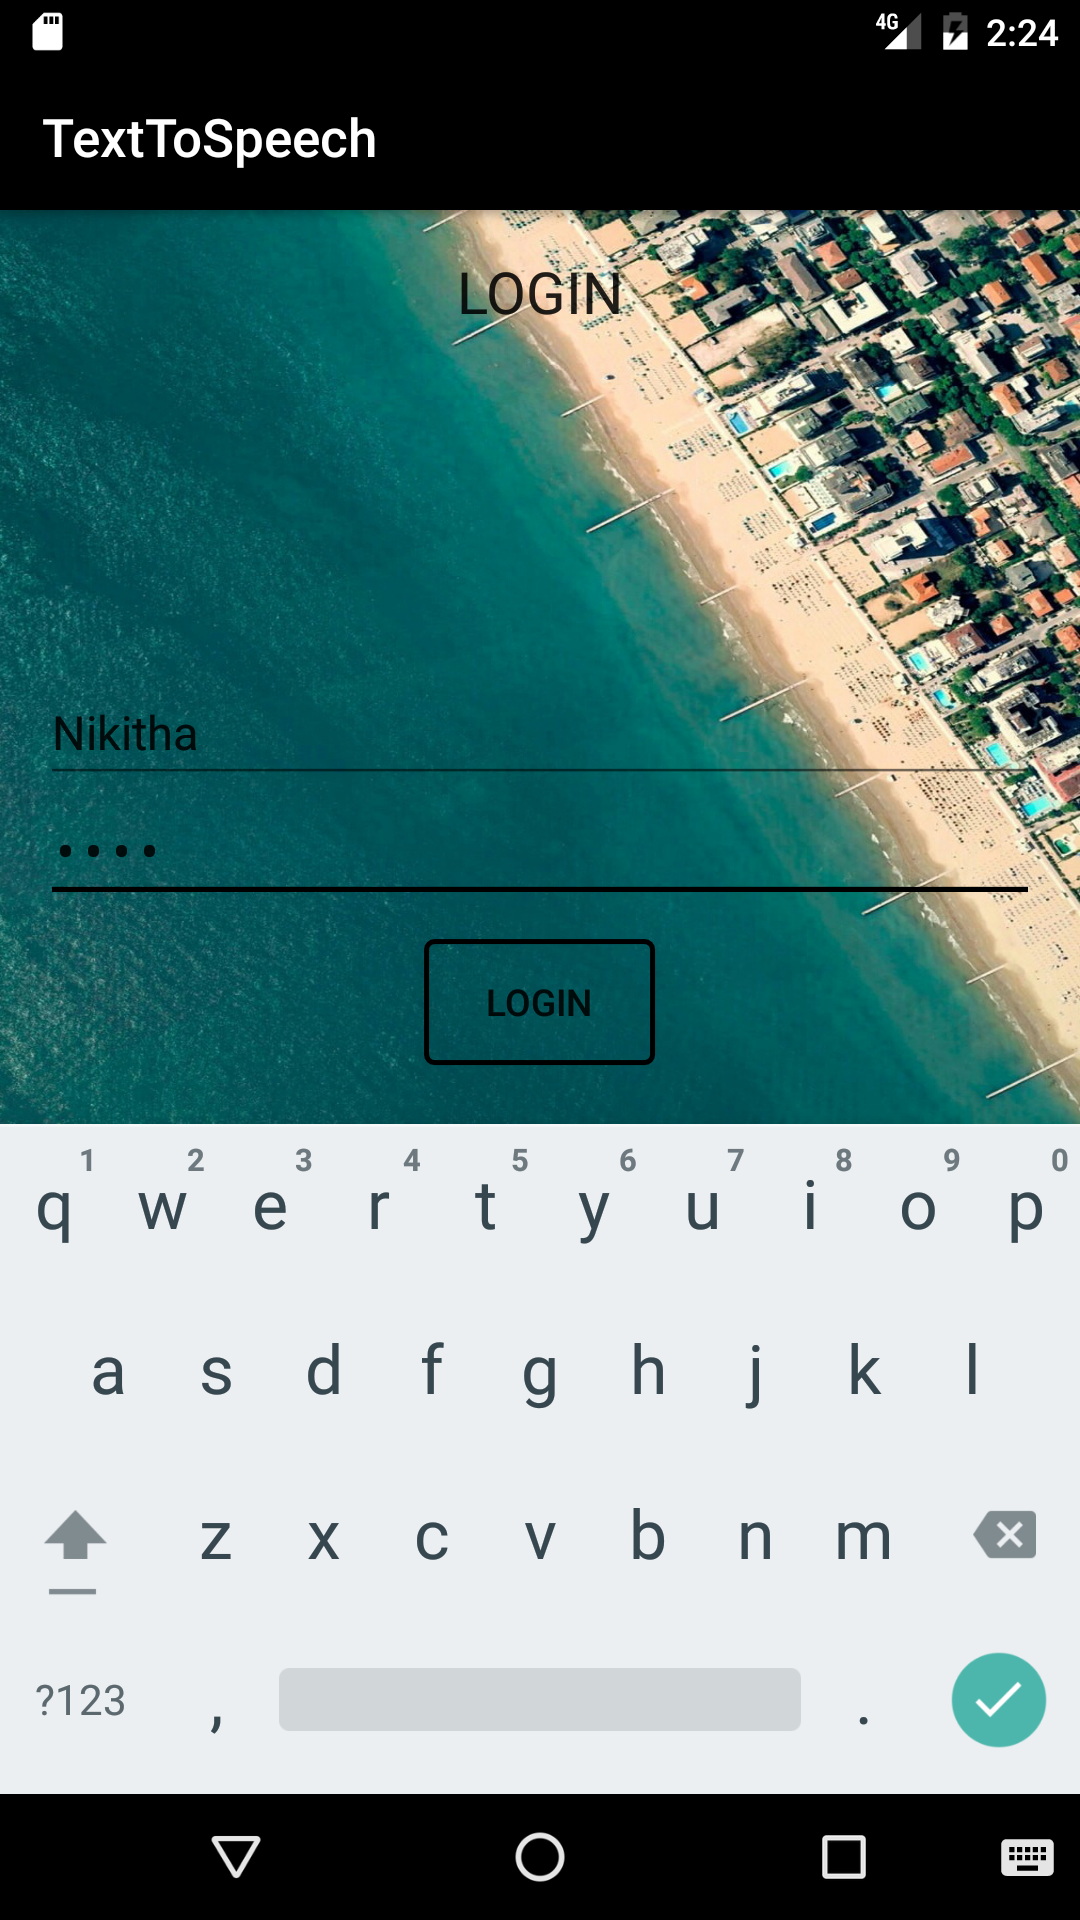 4G 2:24
TextToSpeech
LOGIN
Nikitha
••••
LOGIN
1 2 3 4 5 6 7 8 9 0
q w e r t y u i o p
a s d f g h j k l
z x c v b n m
?123 , .